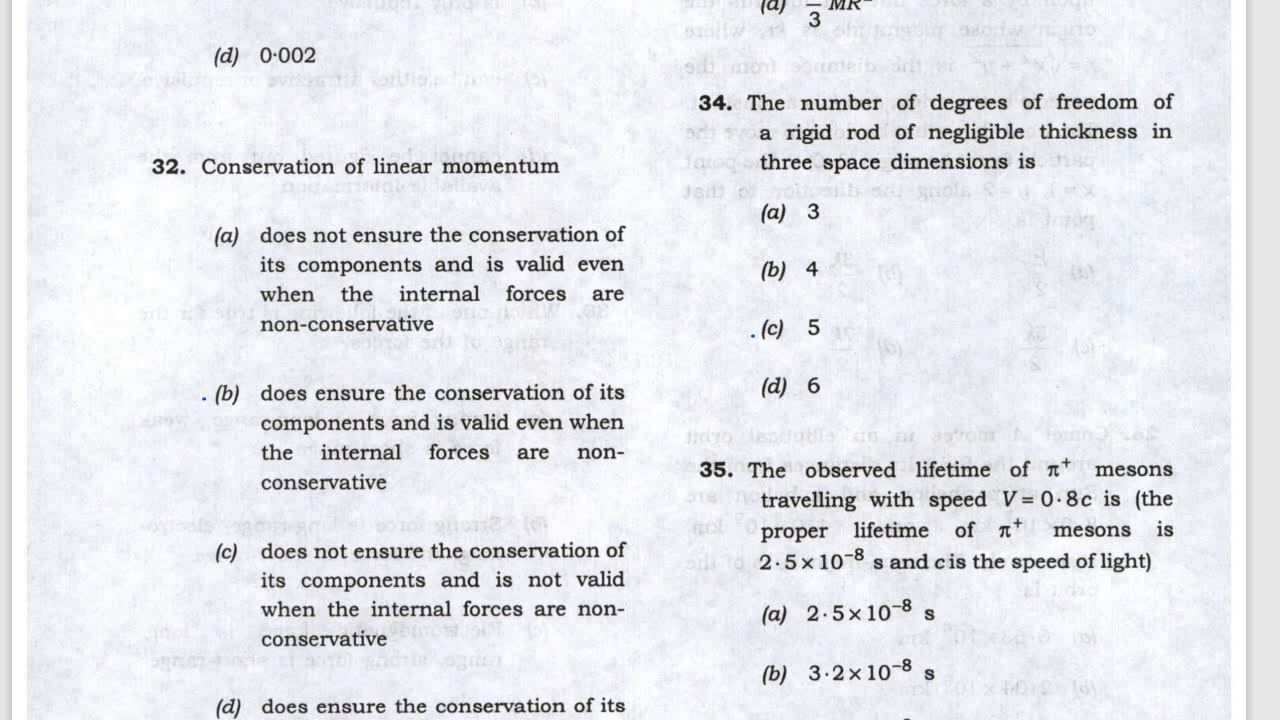 (d) 0·002
32. Conservation of linear momentum
(a) does not ensure the conservation of
its components and is valid even
when the internal forces are
non-conservative
(b) does ensure the conservation of its
components and is valid even when
the internal forces are non-
conservative
(c) does not ensure the conservation of
its components and is not valid
when the internal forces are non-
conservative
(d) does ensure the conservation of its
3
34. The number of degrees of freedom of
a rigid rod of negligible thickness in
three space dimensions is
(a) 3
(b) 4
(c) 5
(d) 6
35. The observed lifetime of π⁺ mesons
travelling with speed V = 0·8c is (the
proper lifetime of π⁺ mesons is
2·5 × 10⁻⁸ s and c is the speed of light)
(a) 2·5 × 10⁻⁸ s
(b) 3·2 × 10⁻⁸ s